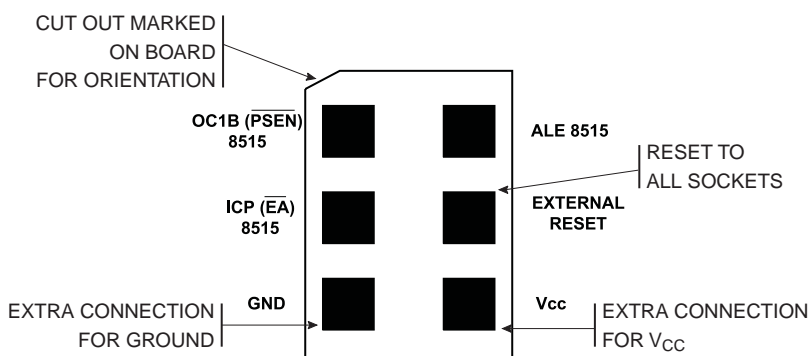 CUT OUT MARKED
ON BOARD
FOR ORIENTATION
OC1B (PSEN)
8515
ALE 8515
RESET TO
ALL SOCKETS
ICP (EA)
8515
EXTERNAL
RESET
EXTRA CONNECTION
FOR GROUND
GND
Vcc
EXTRA CONNECTION
FOR VCC